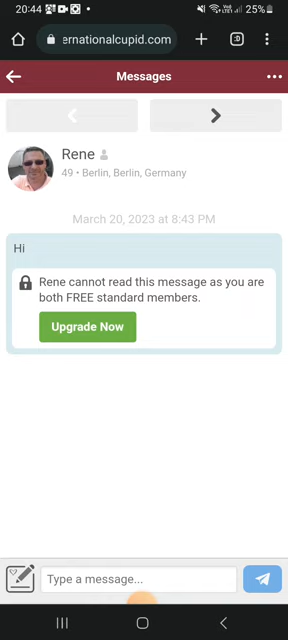 20:44 25%
ernationalcupid.com :D
Messages
Rene
49 • Berlin, Berlin, Germany
March 20, 2023 at 8:43 PM
Hi
Rene cannot read this message as you are
both FREE standard members.
Upgrade Now
Type a message...